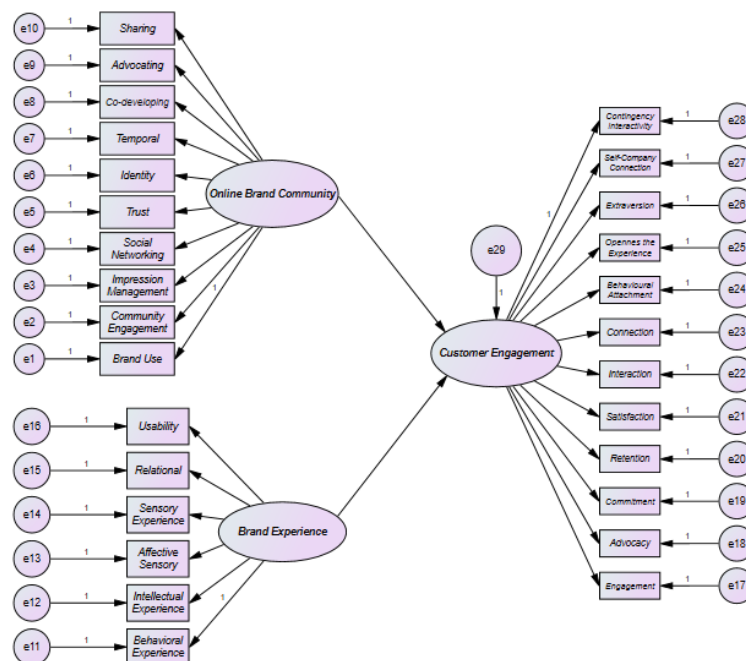 e10
1
Sharing
e9
1
Advocating
e8
1
Co-developing
e7
1
Temporal
e6
1
Identity
e5
1
Trust
e4
1
Social
Networking
e3
1
Impression
Management
e2
1
Community
Engagement
e1
1
Brand Use
Online Brand Community
1
e16
1
Usability
e15
1
Relational
e14
1
Sensory
Experience
e13
1
Affective
Sensory
e12
1
Intellectual
Experience
e11
1
Behavioral
Experience
Brand Experience
1
e29
1
Customer Engagement
1
Contingency
Interactivity
1
e28
Self-Company
Connection
1
e27
Extraversion
1
e26
Opennes the
Experience
1
e25
Behavioural
Attachment
1
e24
Connection
1
e23
Interaction
1
e22
Satisfaction
1
e21
Retention
1
e20
Commitment
1
e19
Advocacy
1
e18
Engagement
1
e17